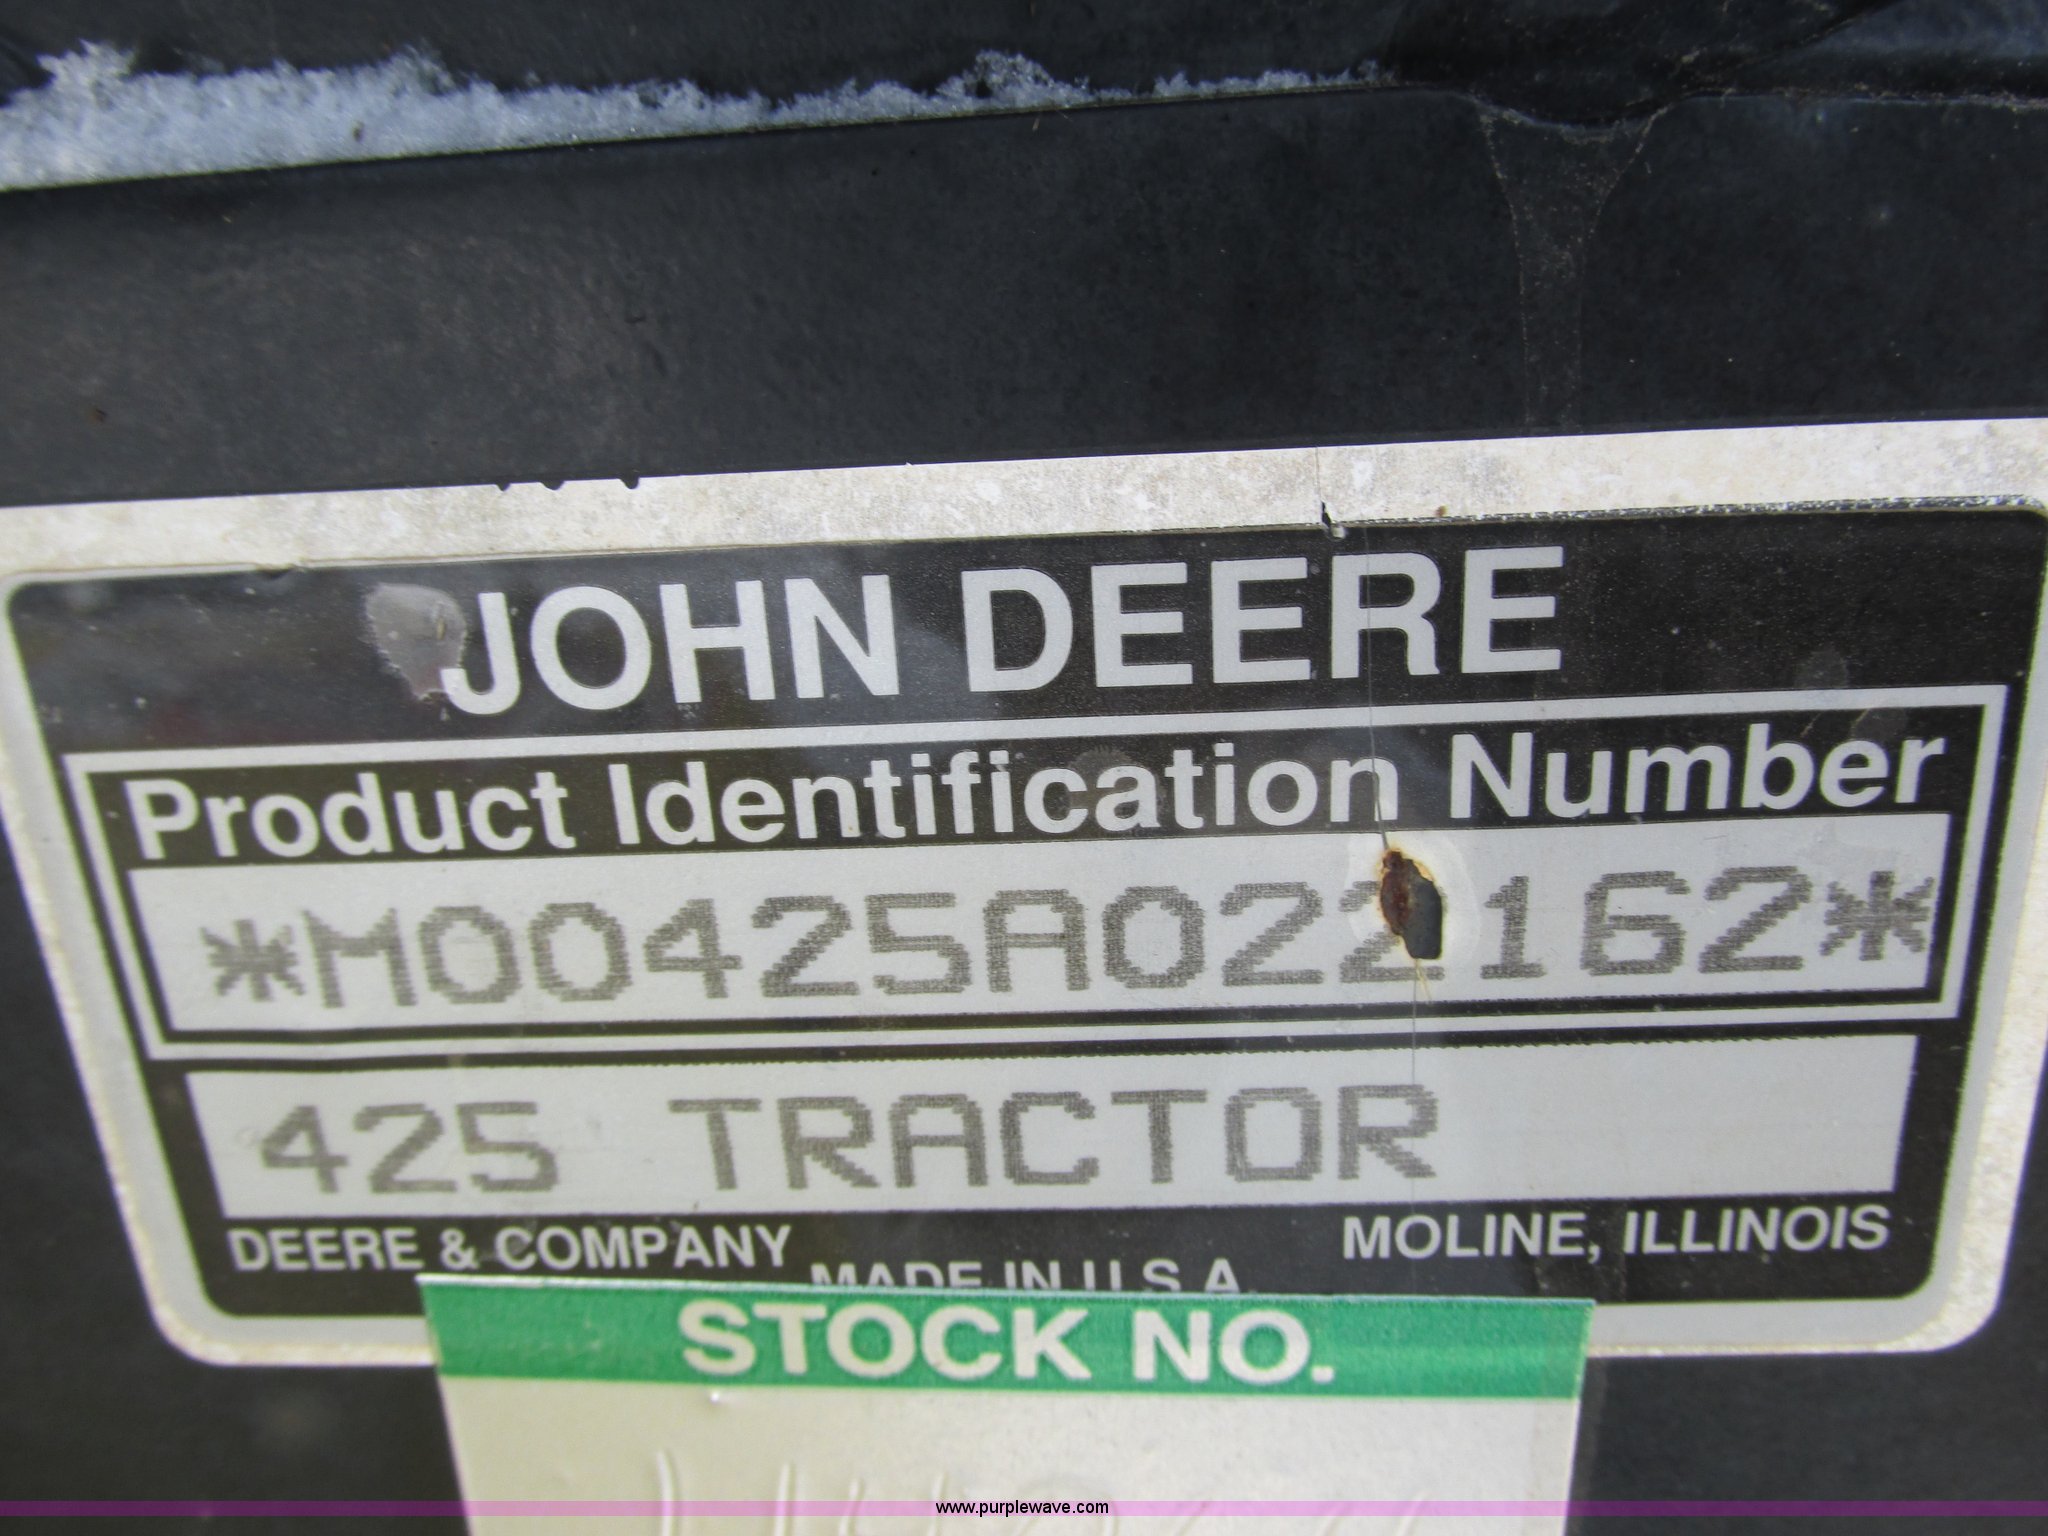 JOHN DEERE
Product Identification Number
*M00425A022162*
425 TRACTOR
DEERE & COMPANY MOLINE, ILLINOIS
MADE IN U.S.A.
STOCK NO.
www.purplewave.com